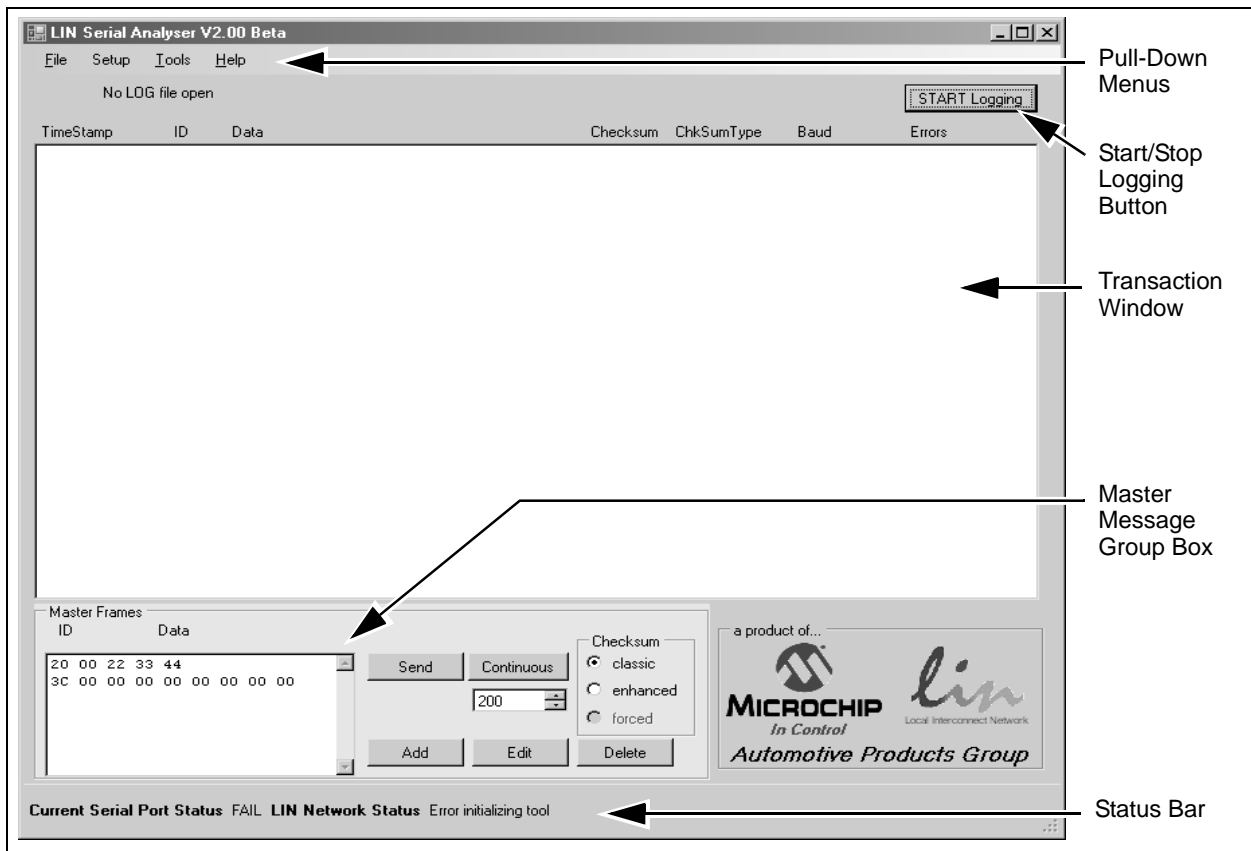 LIN Serial Analyser V2.00 Beta
File Setup Tools Help
Pull-Down
Menus
No LOG file open
START Logging
TimeStamp ID Data Checksum ChkSumType Baud Errors
Start/Stop
Logging
Button
Transaction
Window
Master
Message
Group Box
Master Frames
ID Data
20 00 22 33 44
3C 00 00 00 00 00 00 00 00
Send Continuous
200
Add Edit Delete
Checksum
classic
enhanced
forced
a product of...
MICROCHIP
In Control
lin
Local Interconnect Network
Automotive Products Group
Current Serial Port Status FAIL LIN Network Status Error initializing tool
Status Bar